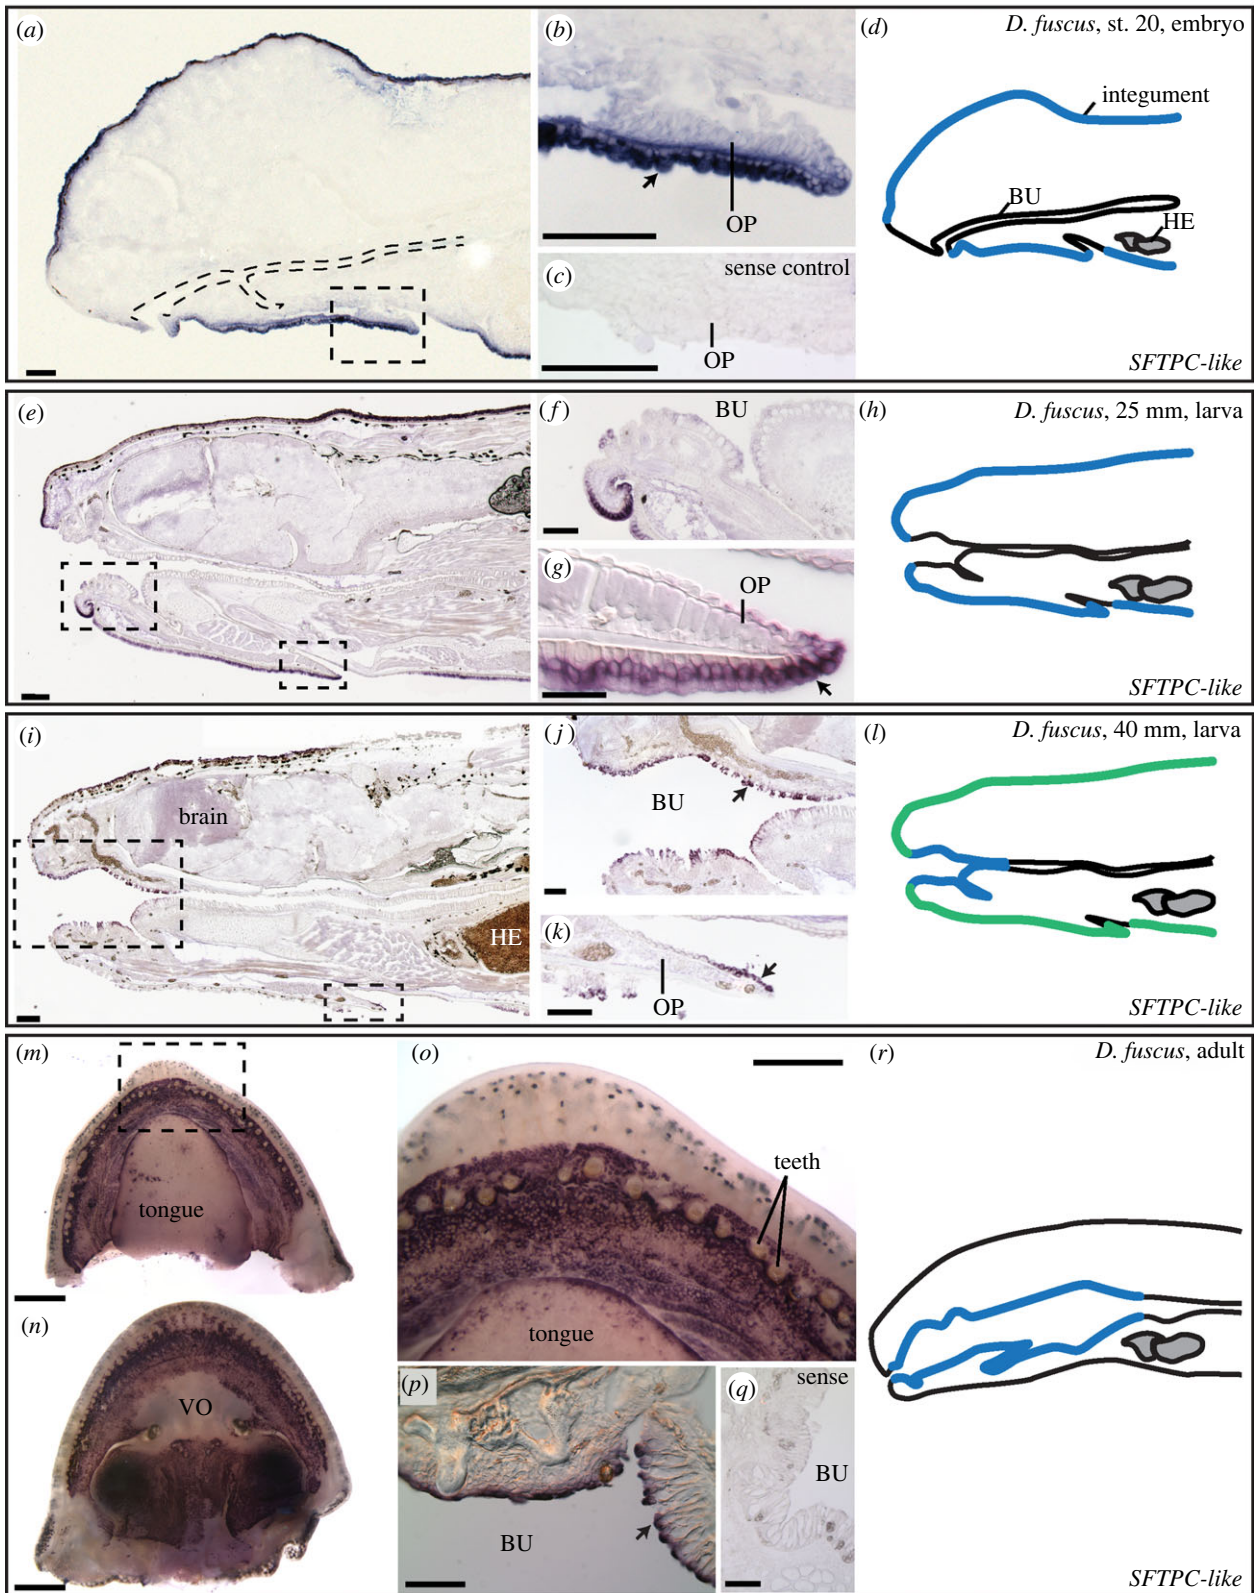 (a)
(b)
OP
(c)
sense control
OP
(d)
D. fuscus, st. 20, embryo
integument
BU
HE
SFTPC-like
(e)
(f)
BU
(g)
OP
(h)
D. fuscus, 25 mm, larva
SFTPC-like
(i)
brain
HE
(j)
BU
(k)
OP
(l)
D. fuscus, 40 mm, larva
SFTPC-like
(m)
tongue
(n)
VO
(o)
teeth
tongue
(p)
BU
(q)
sense
BU
(r)
D. fuscus, adult
SFTPC-like